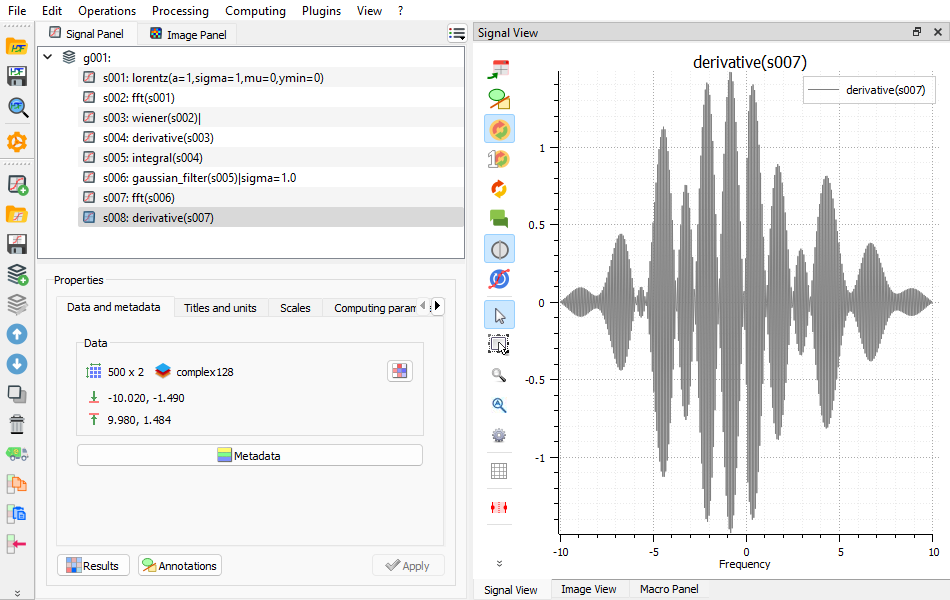 File Edit Operations Processing Computing Plugins View ?
Signal Panel Image Panel
g001:
s001: lorentz(a=1,sigma=1,mu=0,ymin=0)
s002: fft(s001)
s003: wiener(s002)|
s004: derivative(s003)
s005: integral(s004)
s006: gaussian_filter(s005)|sigma=1.0
s007: fft(s006)
s008: derivative(s007)
Properties
Data and metadata Titles and units Scales Computing param
Data
500 x 2 complex128
-10.020, -1.490
9.980, 1.484
Metadata
Results Annotations Apply
Signal View
derivative(s007)
derivative(s007)
1
0.5
0
-0.5
-1
-10 -5 0 5 10
Frequency
Signal View Image View Macro Panel